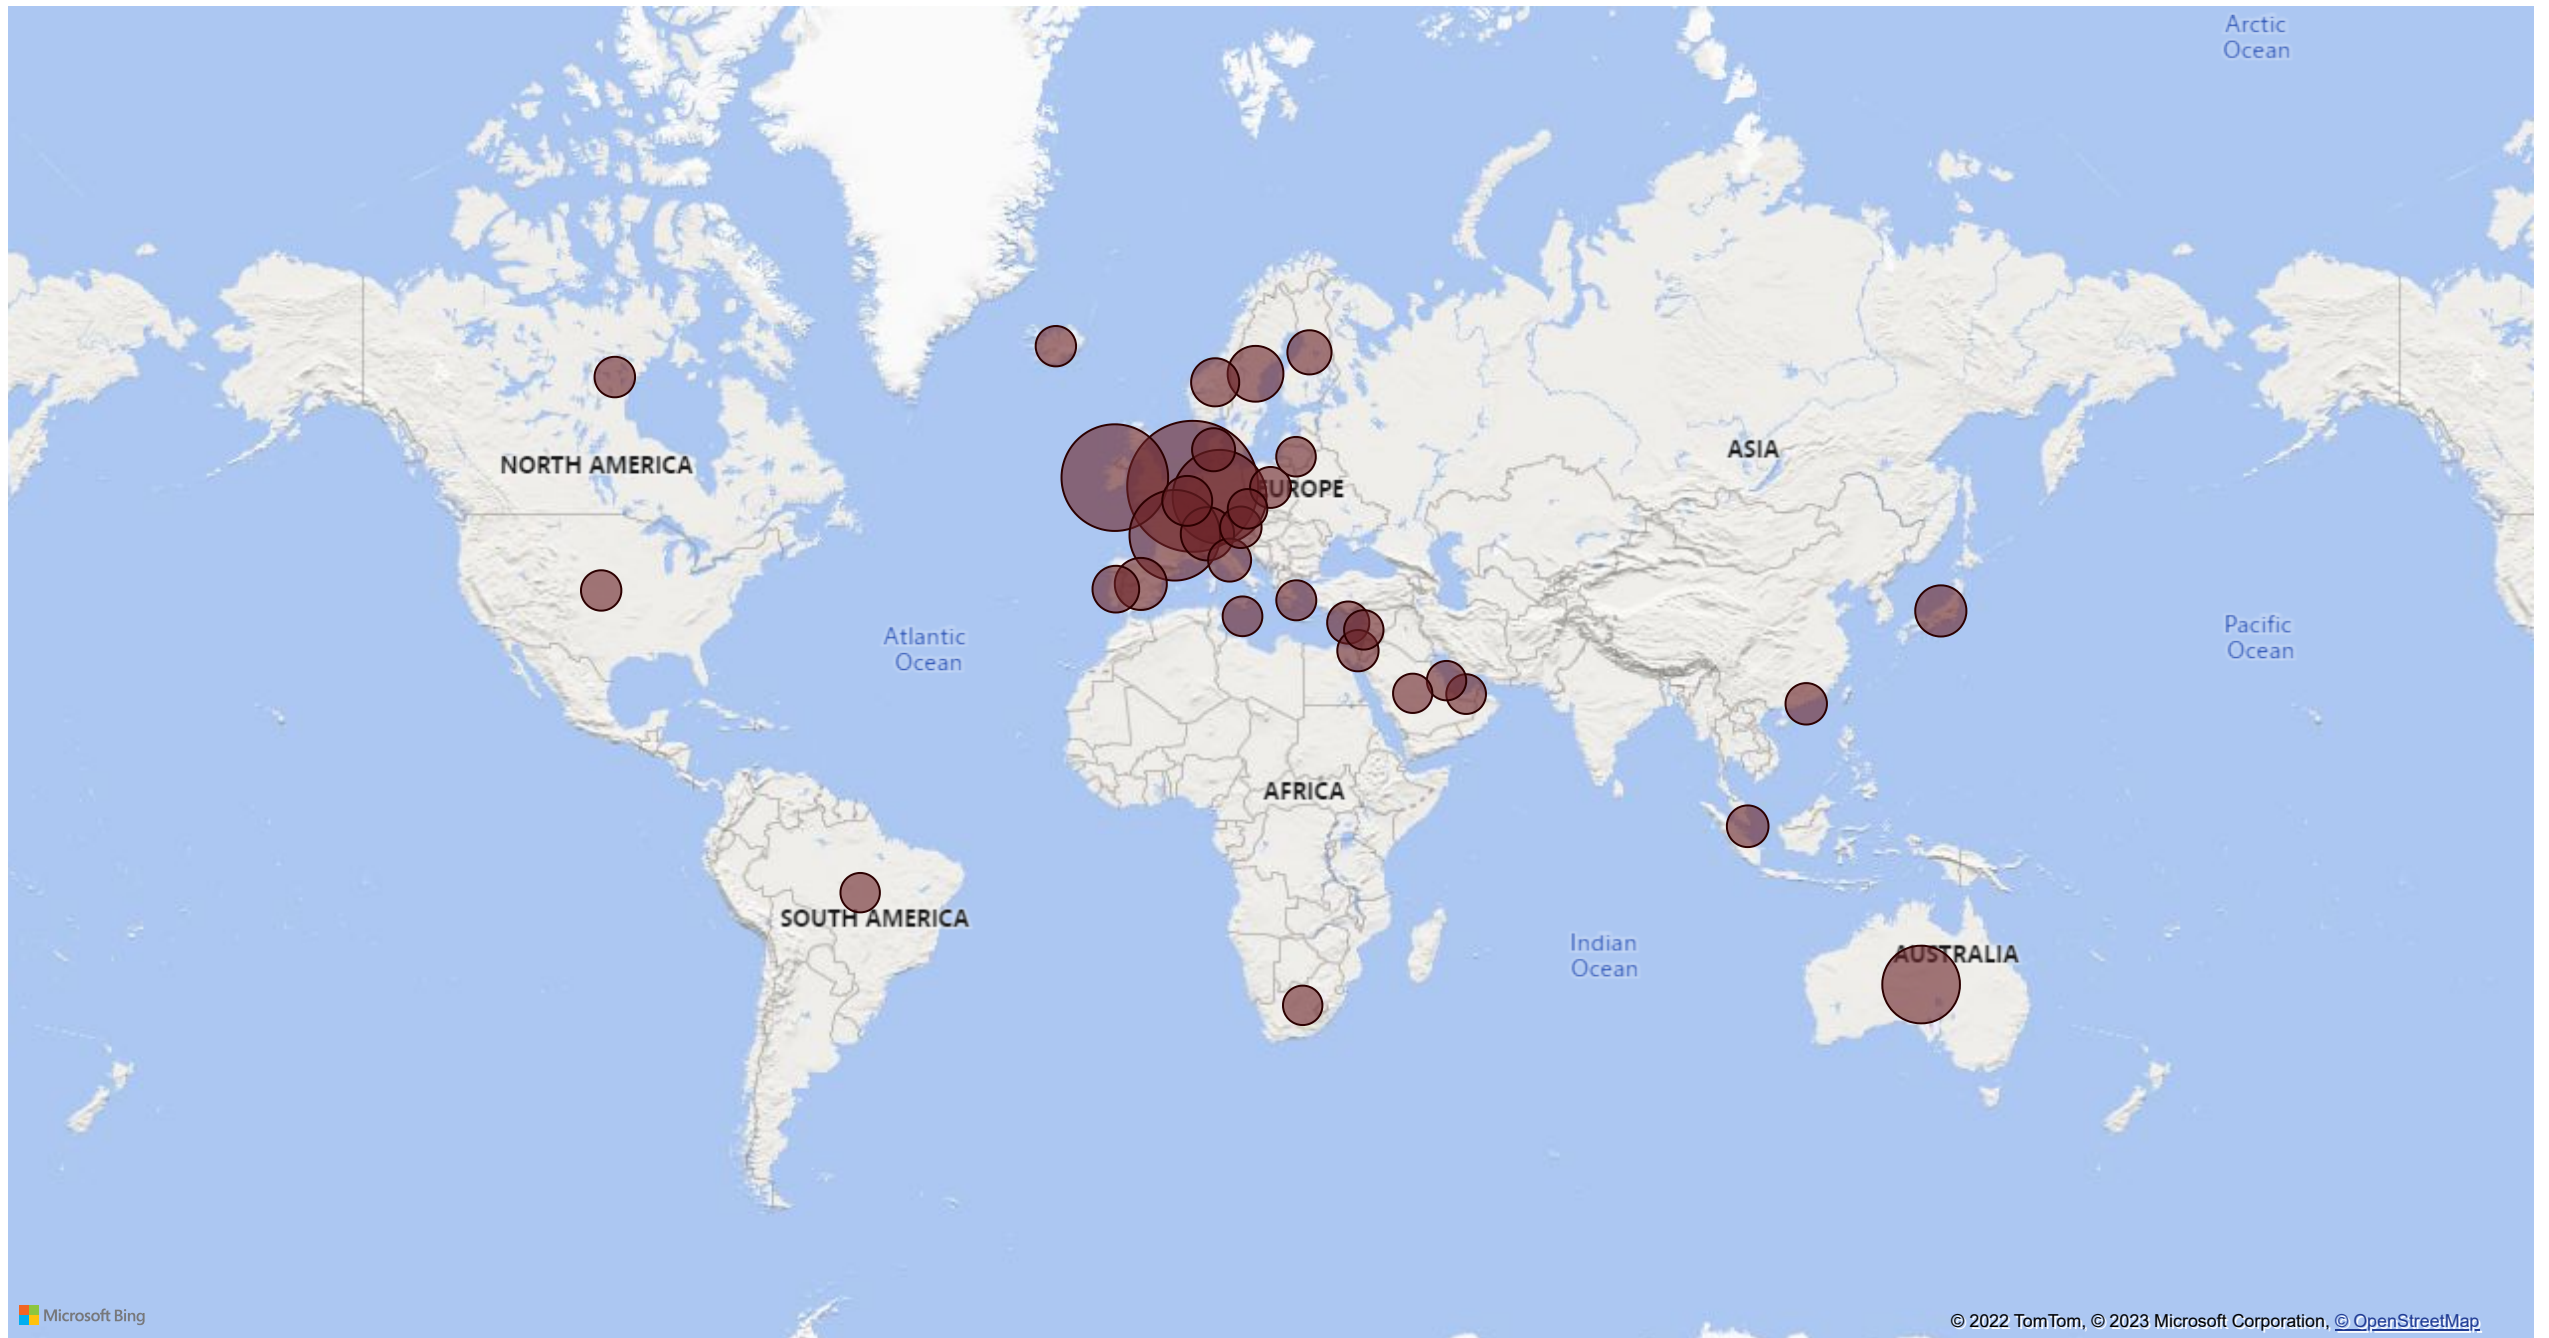 Arctic
Ocean
NORTH AMERICA
ASIA
EUROPE
Atlantic
Ocean
Pacific
Ocean
AFRICA
SOUTH AMERICA
Indian
Ocean
AUSTRALIA
Microsoft Bing
© 2022 TomTom, © 2023 Microsoft Corporation, © OpenStreetMap